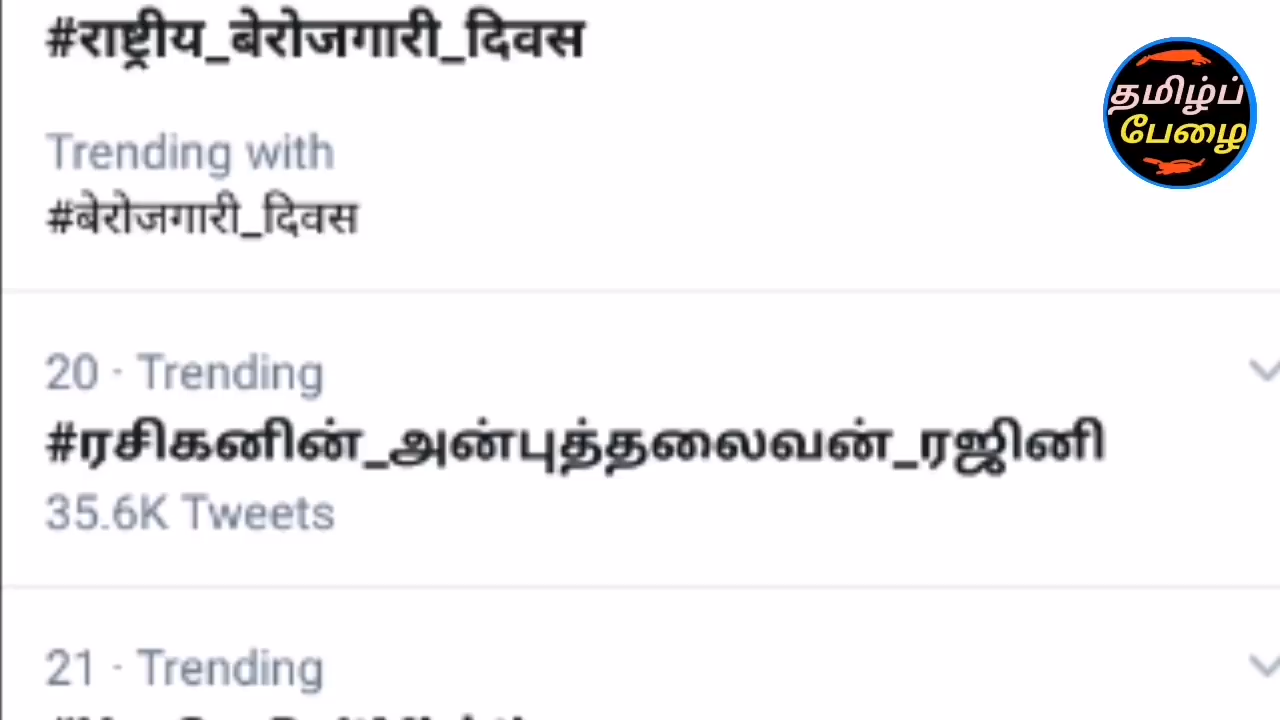 #राष्ट्रीय_बेरोजगारी_दिवस
தமிழ்ப்
பேழை
Trending with
#बेरोजगारी_दिवस
20 · Trending
#ரசிகனின்_அன்புத்தலைவன்_ரஜினி
35.6K Tweets
21 · Trending